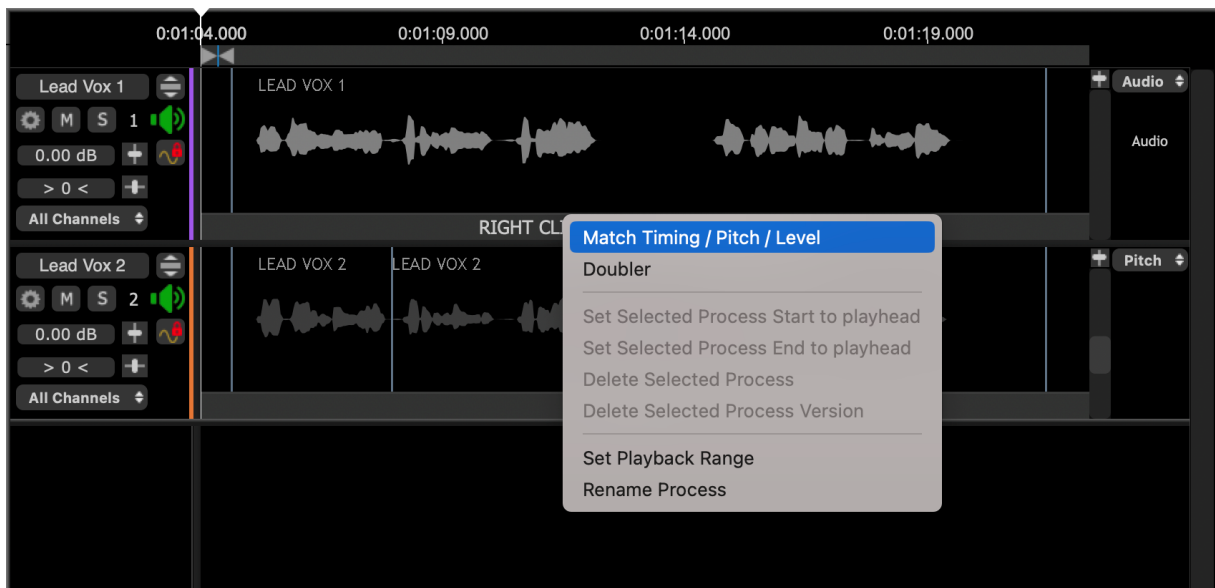 0:01:04.000 0:01:09.000 0:01:14.000 0:01:19.000
Lead Vox 1
LEAD VOX 1
Audio
M S 1
0.00 dB
Audio
> 0 <
All Channels
RIGHT
Match Timing / Pitch / Level
Lead Vox 2
LEAD VOX 2 LEAD VOX 2
Doubler
Pitch
M S 2
0.00 dB
> 0 <
All Channels
Set Selected Process Start to playhead
Set Selected Process End to playhead
Delete Selected Process
Delete Selected Process Version
Set Playback Range
Rename Process